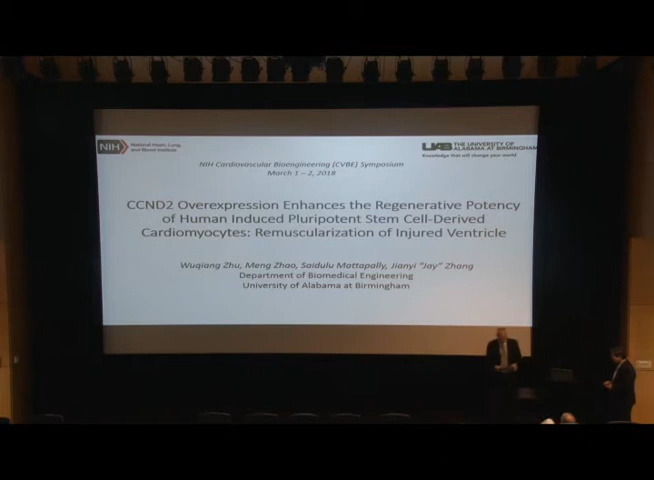 NIH
National Heart, Lung,
and Blood Institute
UAB THE UNIVERSITY OF
ALABAMA AT BIRMINGHAM
Knowledge that will change your world
NIH Cardiovascular Bioengineering (CVBE) Symposium
March 1 – 2, 2018
CCND2 Overexpression Enhances the Regenerative Potency
of Human Induced Pluripotent Stem Cell-Derived
Cardiomyocytes: Remuscularization of Injured Ventricle
Wuqiang Zhu, Meng Zhao, Saidulu Mattapally, Jianyi "Jay" Zhang
Department of Biomedical Engineering
University of Alabama at Birmingham